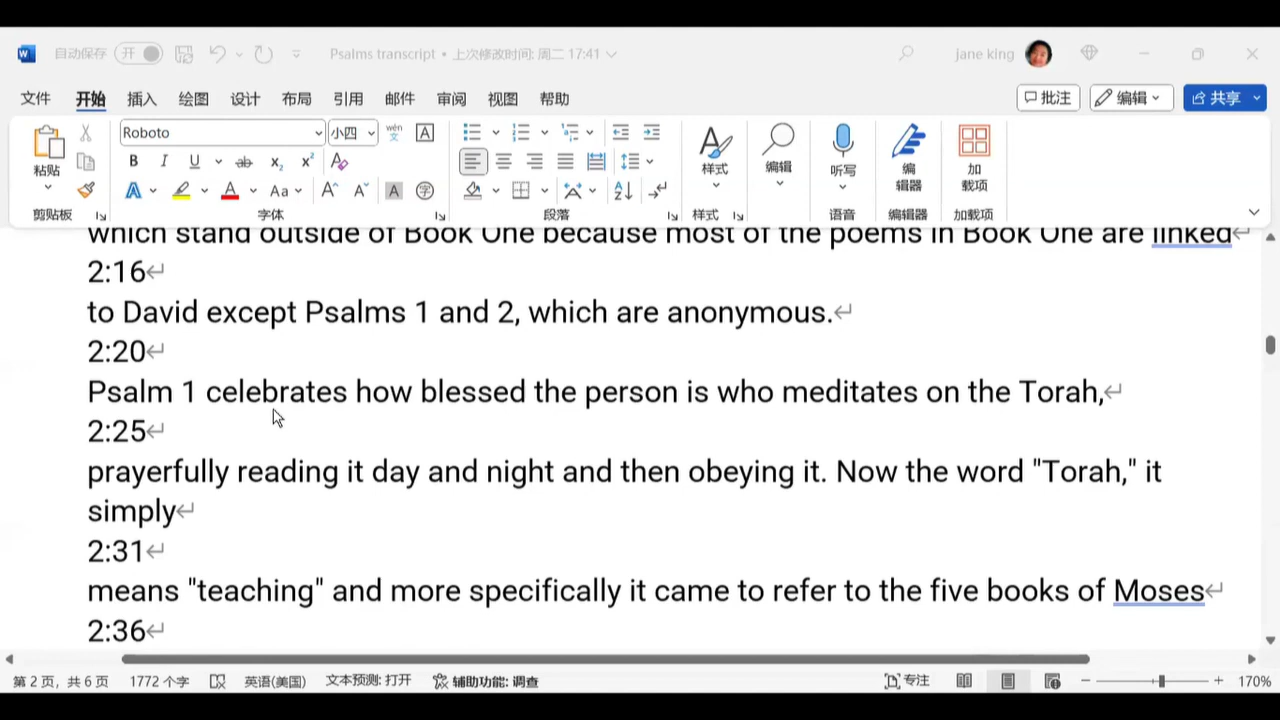 自动保存 开 Psalms transcript • 上次修改时间: 周二 17:41 jane king
文件 开始 插入 绘图 设计 布局 引用 邮件 审阅 视图 帮助 批注 编辑 共享
Roboto 小四 wén 文 A
粘贴 B I U ab x₂ x² A 样式 编辑 听写 编辑器 加载项
A A Aa A A A 字 A Z
剪贴板 字体 段落 样式 语音 编辑器 加载项
which stand outside of Book One because most of the poems in Book One are linked↵
2:16↵
to David except Psalms 1 and 2, which are anonymous.↵
2:20↵
Psalm 1 celebrates how blessed the person is who meditates on the Torah,↵
2:25↵
prayerfully reading it day and night and then obeying it. Now the word "Torah," it
simply↵
2:31↵
means "teaching" and more specifically it came to refer to the five books of Moses↵
2:36↵
第 2 页，共 6 页 1772 个字 英语(美国) 文本预测: 打开 辅助功能: 调查 专注 170%